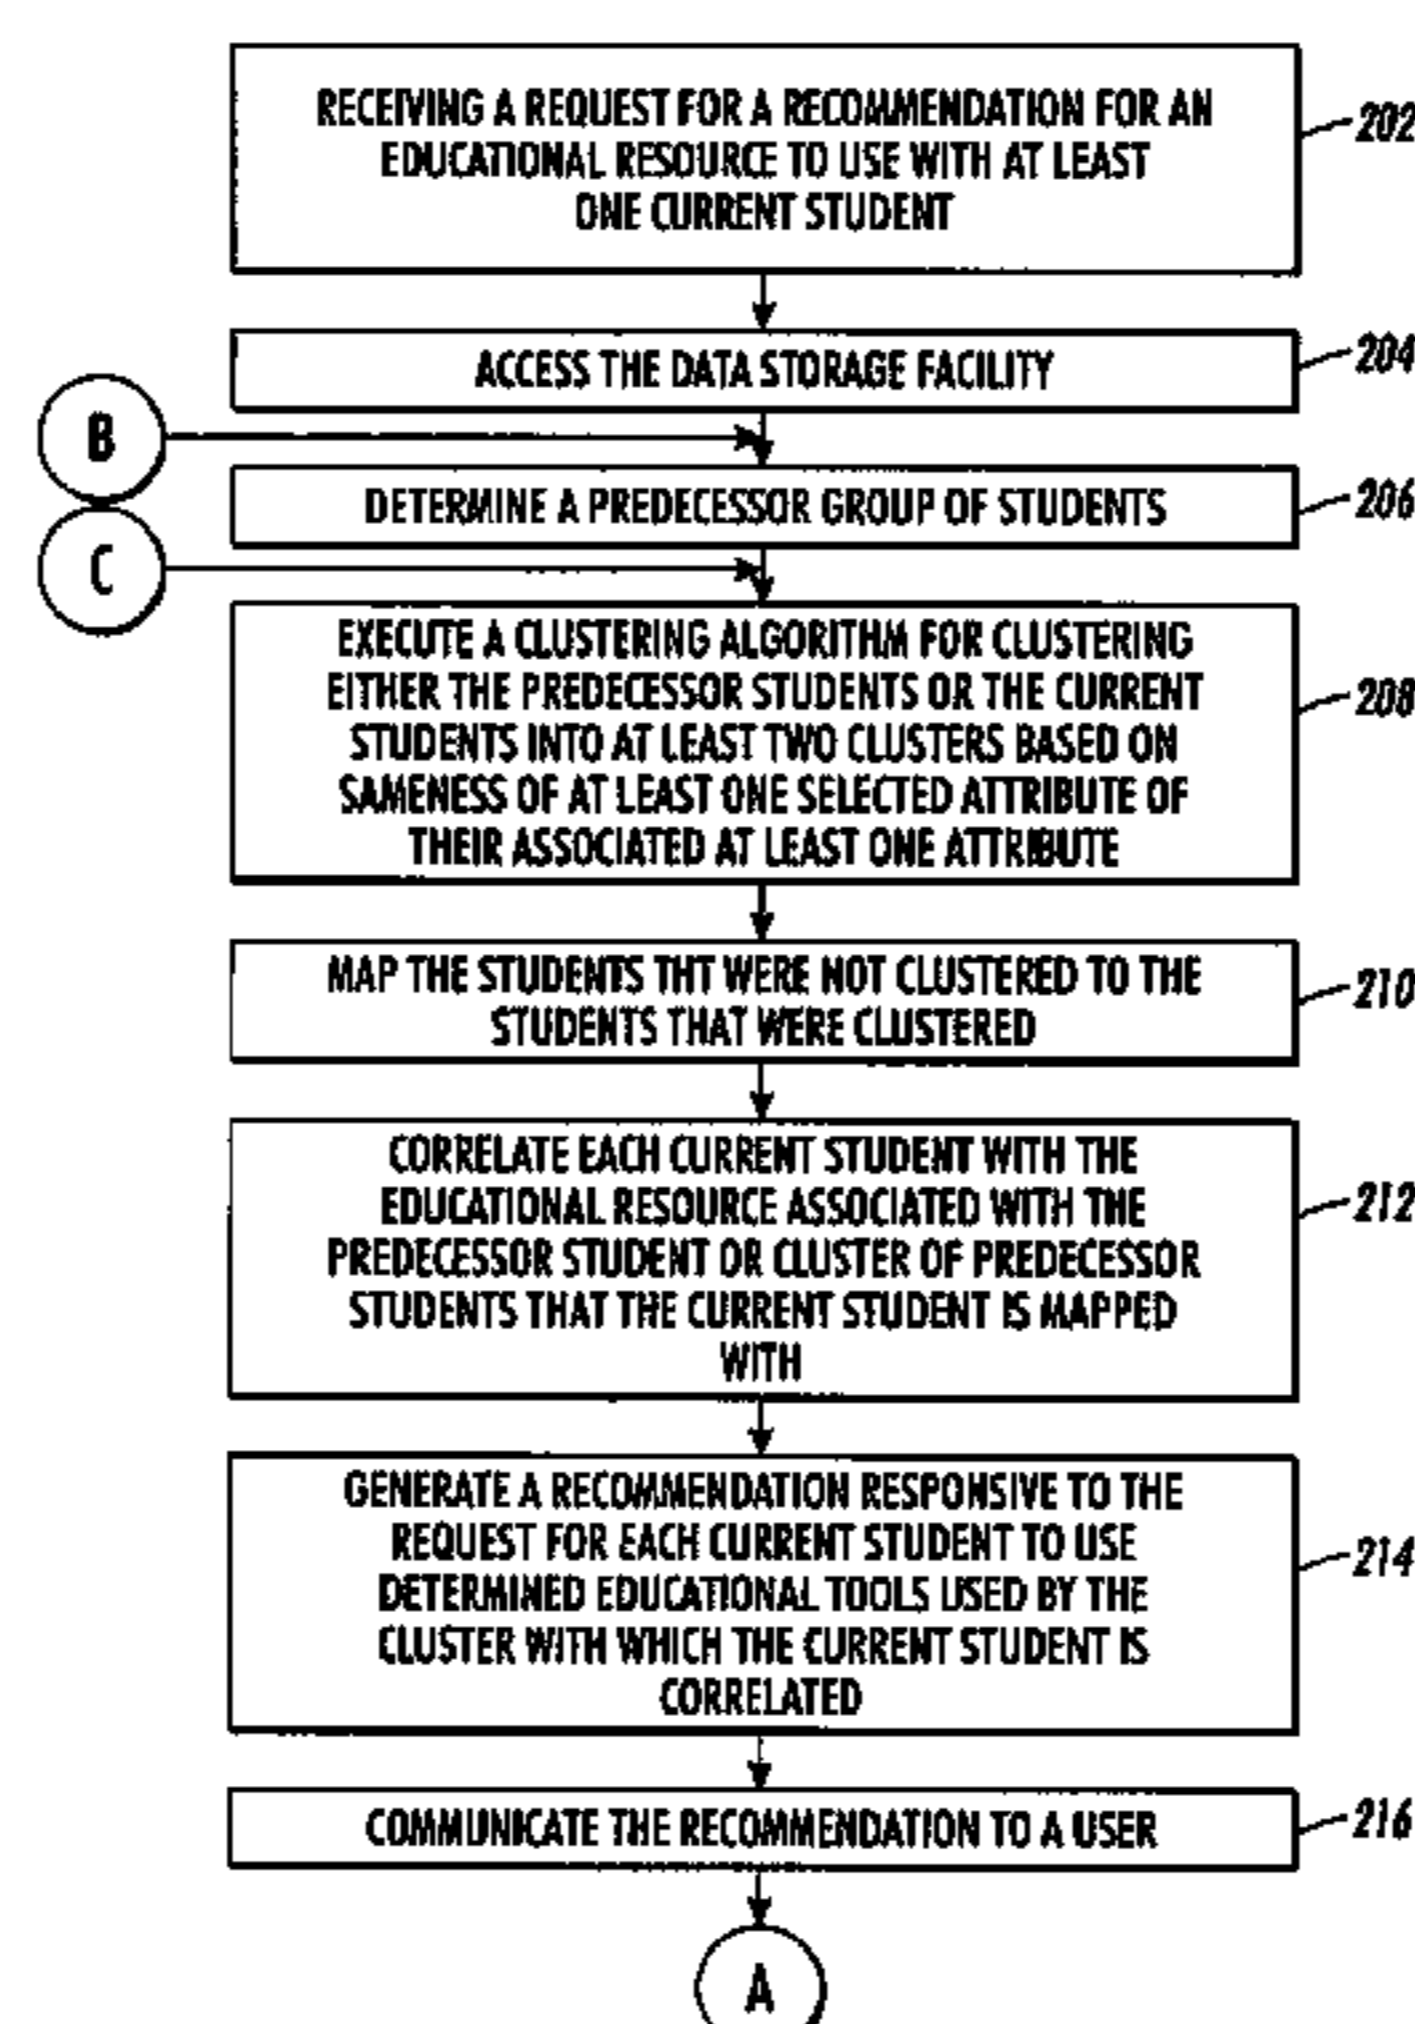 RECEIVING A REQUEST FOR A RECOMMENDATION FOR AN
EDUCATIONAL RESOURCE TO USE WITH AT LEAST
ONE CURRENT STUDENT
202
ACCESS THE DATA STORAGE FACILITY
204
B
DETERMINE A PREDECESSOR GROUP OF STUDENTS
206
C
EXECUTE A CLUSTERING ALGORITHM FOR CLUSTERING
EITHER THE PREDECESSOR STUDENTS OR THE CURRENT
STUDENTS INTO AT LEAST TWO CLUSTERS BASED ON
SAMENESS OF AT LEAST ONE SELECTED ATTRIBUTE OF
THEIR ASSOCIATED AT LEAST ONE ATTRIBUTE
208
MAP THE STUDENTS THT WERE NOT CLUSTERED TO THE
STUDENTS THAT WERE CLUSTERED
210
CORRELATE EACH CURRENT STUDENT WITH THE
EDUCATIONAL RESOURCE ASSOCIATED WITH THE
PREDECESSOR STUDENT OR CLUSTER OF PREDECESSOR
STUDENTS THAT THE CURRENT STUDENT IS MAPPED
WITH
212
GENERATE A RECOMMENDATION RESPONSIVE TO THE
REQUEST FOR EACH CURRENT STUDENT TO USE
DETERMINED EDUCATIONAL TOOLS USED BY THE
CLUSTER WITH WHICH THE CURRENT STUDENT IS
CORRELATED
214
COMMUNICATE THE RECOMMENDATION TO A USER
216
A